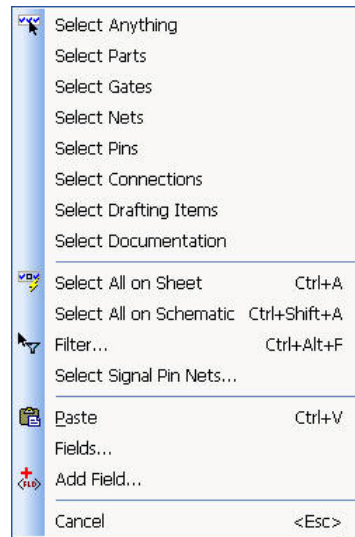 Select Anything
Select Parts
Select Gates
Select Nets
Select Pins
Select Connections
Select Drafting Items
Select Documentation
Select All on Sheet Ctrl+A
Select All on Schematic Ctrl+Shift+A
Filter... Ctrl+Alt+F
Select Signal Pin Nets...
Paste Ctrl+V
Fields...
FLD Add Field...
Cancel <Esc>